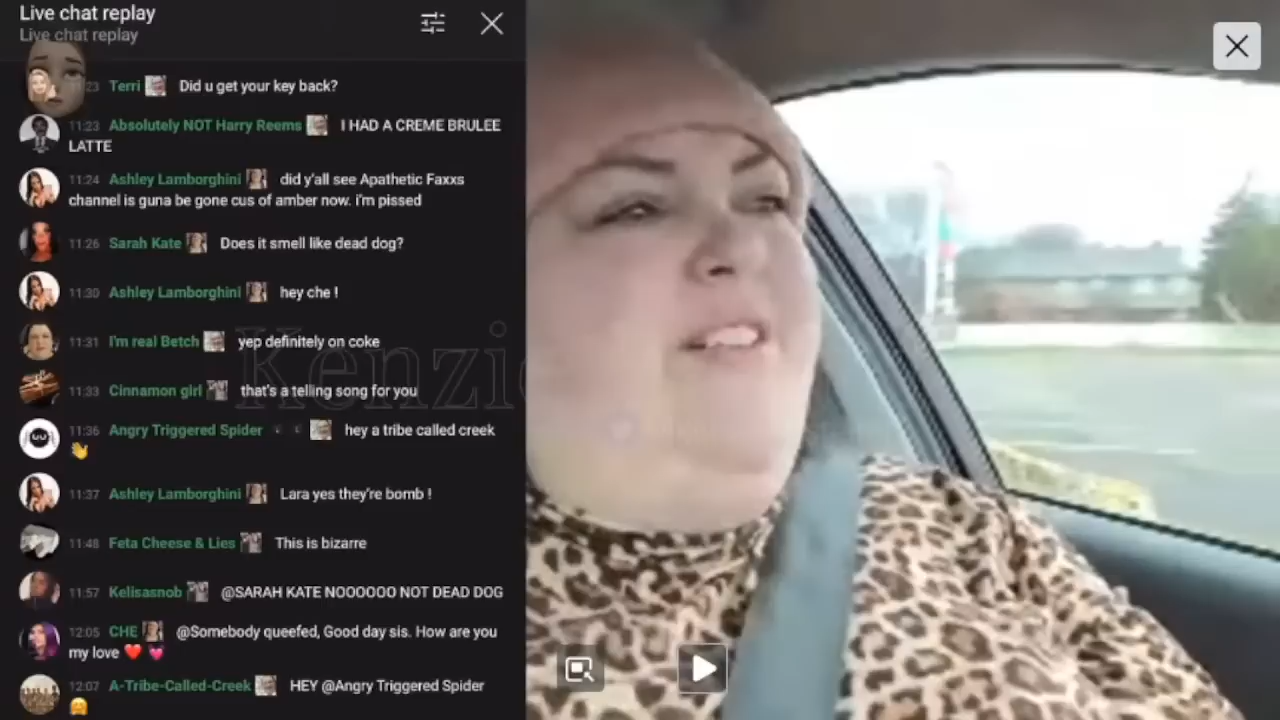 Live chat replay
Live chat replay
23 Terri Did u get your key back?
11:23 Absolutely NOT Harry Reems I HAD A CREME BRULEE
LATTE
11:24 Ashley Lamborghini did y'all see Apathetic Faxxs
channel is guna be gone cus of amber now. i'm pissed
11:26 Sarah Kate Does it smell like dead dog?
11:30 Ashley Lamborghini hey che !
11:31 I'm real Betch yep definitely on coke
Kenzie
11:33 Cinnamon girl that's a telling song for you
11:36 Angry Triggered Spider hey a tribe called creek
👋
11:37 Ashley Lamborghini Lara yes they're bomb !
11:48 Feta Cheese & Lies This is bizarre
11:57 Kelisasnob @SARAH KATE NOOOOOO NOT DEAD DOG
12:05 CHE @Somebody queefed, Good day sis. How are you
my love ❤️ 💓
12:07 A-Tribe-Called-Creek HEY @Angry Triggered Spider
🤗